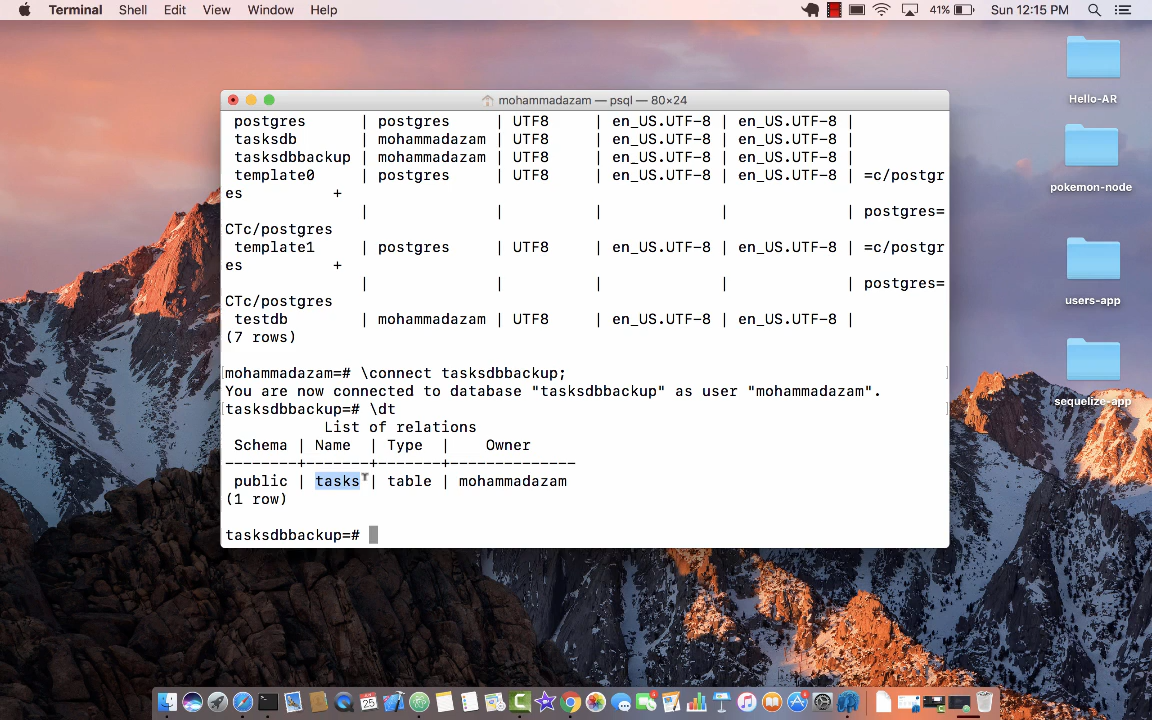 Terminal Shell Edit View Window Help 41% Sun 12:15 PM
Hello-AR
pokemon-node
users-app
sequelize-app
mohammadazam — psql — 80×24
postgres | postgres | UTF8 | en_US.UTF-8 | en_US.UTF-8 |
tasksdb | mohammadazam | UTF8 | en_US.UTF-8 | en_US.UTF-8 |
tasksdbbackup | mohammadazam | UTF8 | en_US.UTF-8 | en_US.UTF-8 |
template0 | postgres | UTF8 | en_US.UTF-8 | en_US.UTF-8 | =c/postgr
es +
| | | | | postgres=
CTc/postgres
template1 | postgres | UTF8 | en_US.UTF-8 | en_US.UTF-8 | =c/postgr
es +
| | | | | postgres=
CTc/postgres
testdb | mohammadazam | UTF8 | en_US.UTF-8 | en_US.UTF-8 |
(7 rows)
[mohammadazam=# \connect tasksdbbackup; ]
You are now connected to database "tasksdbbackup" as user "mohammadazam".
[tasksdbbackup=# \dt ]
List of relations
Schema | Name | Type | Owner
--------+-------+-------+--------------
public | tasks | table | mohammadazam
(1 row)
tasksdbbackup=#
25